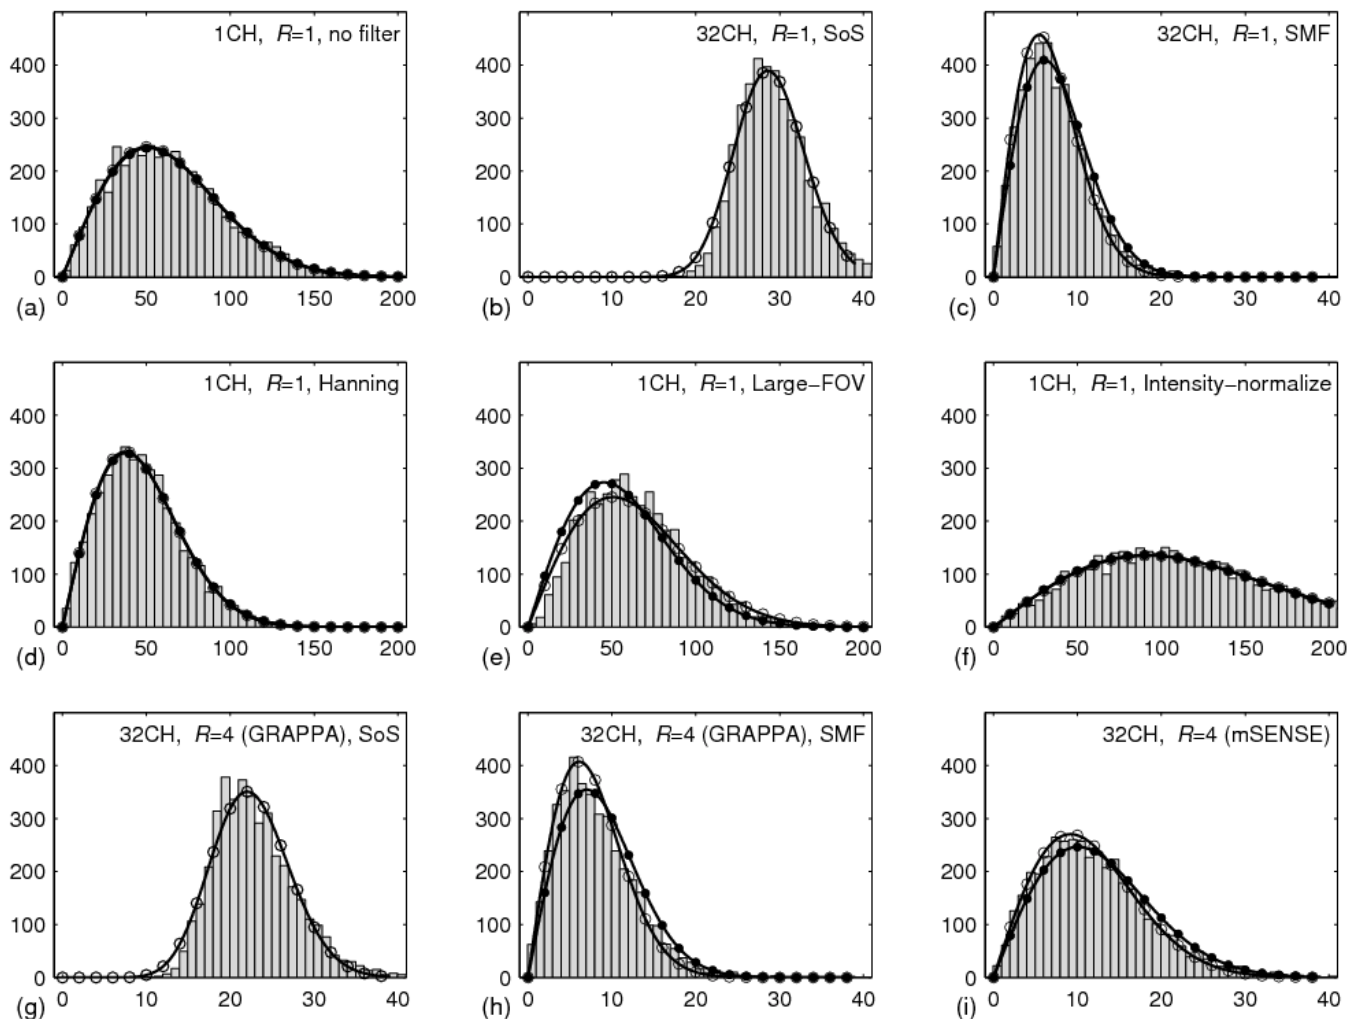 1CH, R=1, no filter
400
300
200
100
0
0 50 100 150 200
(a)
32CH, R=1, SoS
400
300
200
100
0
0 10 20 30 40
(b)
32CH, R=1, SMF
400
300
200
100
0
0 10 20 30 40
(c)
1CH, R=1, Hanning
400
300
200
100
0
0 50 100 150 200
(d)
1CH, R=1, Large-FOV
400
300
200
100
0
0 50 100 150 200
(e)
1CH, R=1, Intensity-normalize
400
300
200
100
0
0 50 100 150 200
(f)
32CH, R=4 (GRAPPA), SoS
400
300
200
100
0
0 10 20 30 40
(g)
32CH, R=4 (GRAPPA), SMF
400
300
200
100
0
0 10 20 30 40
(h)
32CH, R=4 (mSENSE)
400
300
200
100
0
0 10 20 30 40
(i)